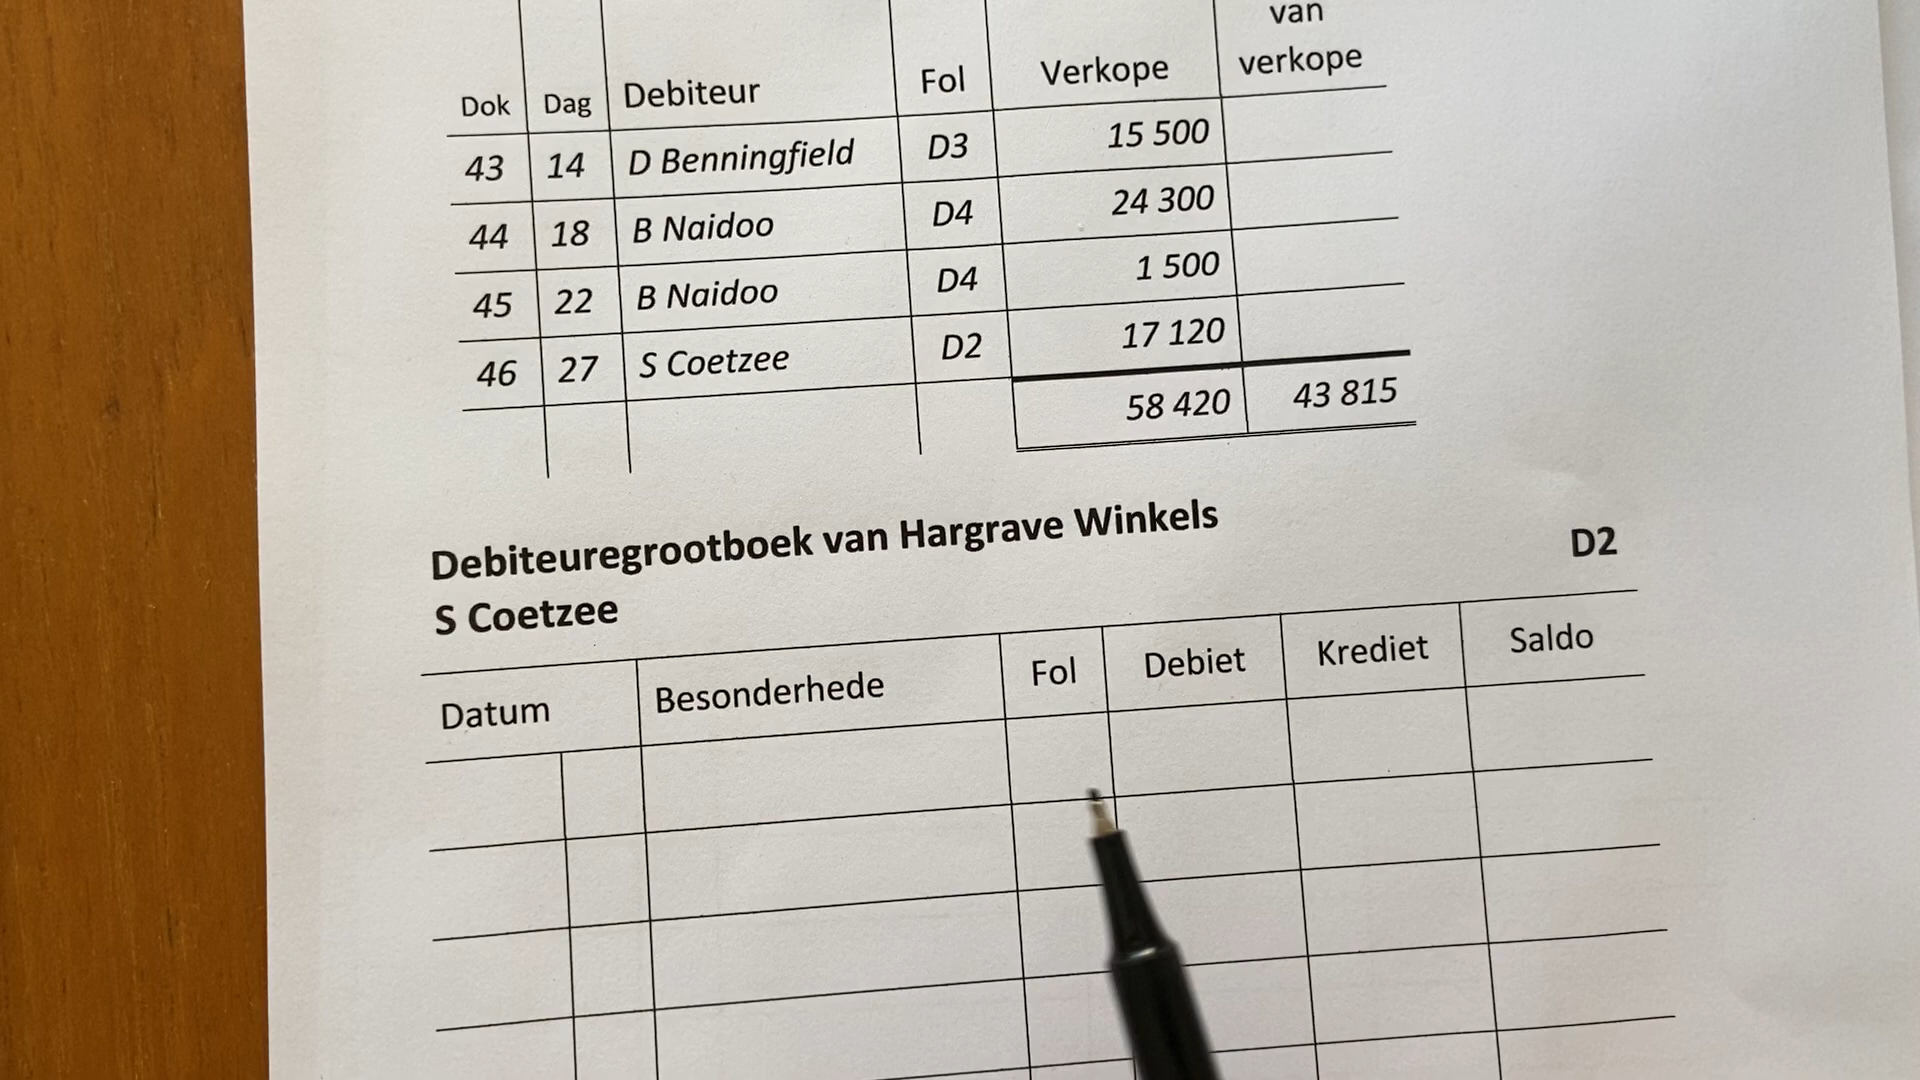 van
Dok Dag Debiteur Fol Verkope verkope
43 14 D Benningfield D3 15 500
44 18 B Naidoo D4 24 300
45 22 B Naidoo D4 1 500
46 27 S Coetzee D2 17 120
58 420 43 815
Debiteuregrootboek van Hargrave Winkels
S Coetzee D2
Datum Besonderhede Fol Debiet Krediet Saldo